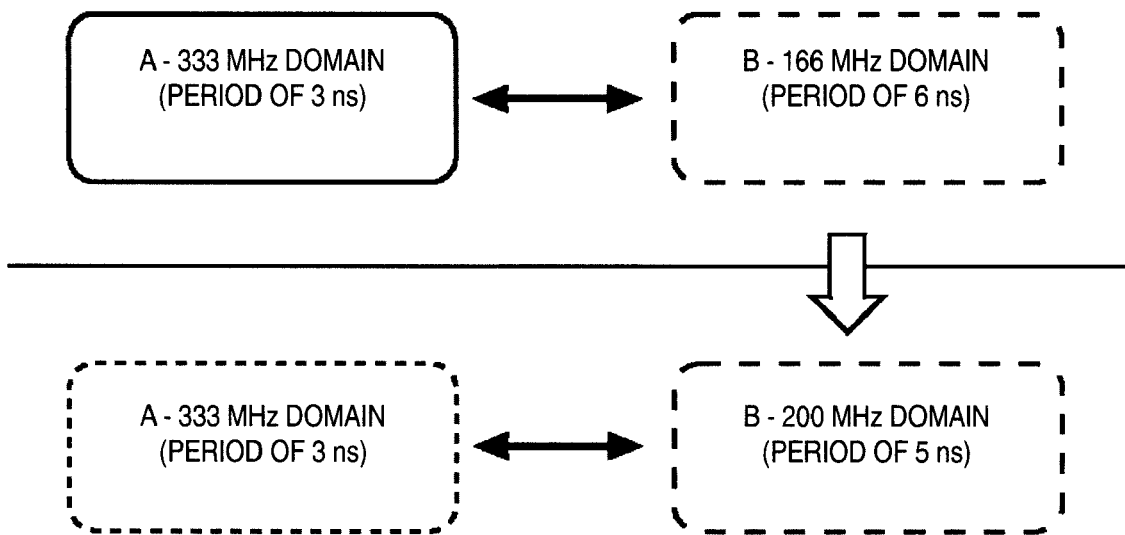 A - 333 MHz DOMAIN
(PERIOD OF 3 ns)
B - 166 MHz DOMAIN
(PERIOD OF 6 ns)
A - 333 MHz DOMAIN
(PERIOD OF 3 ns)
B - 200 MHz DOMAIN
(PERIOD OF 5 ns)